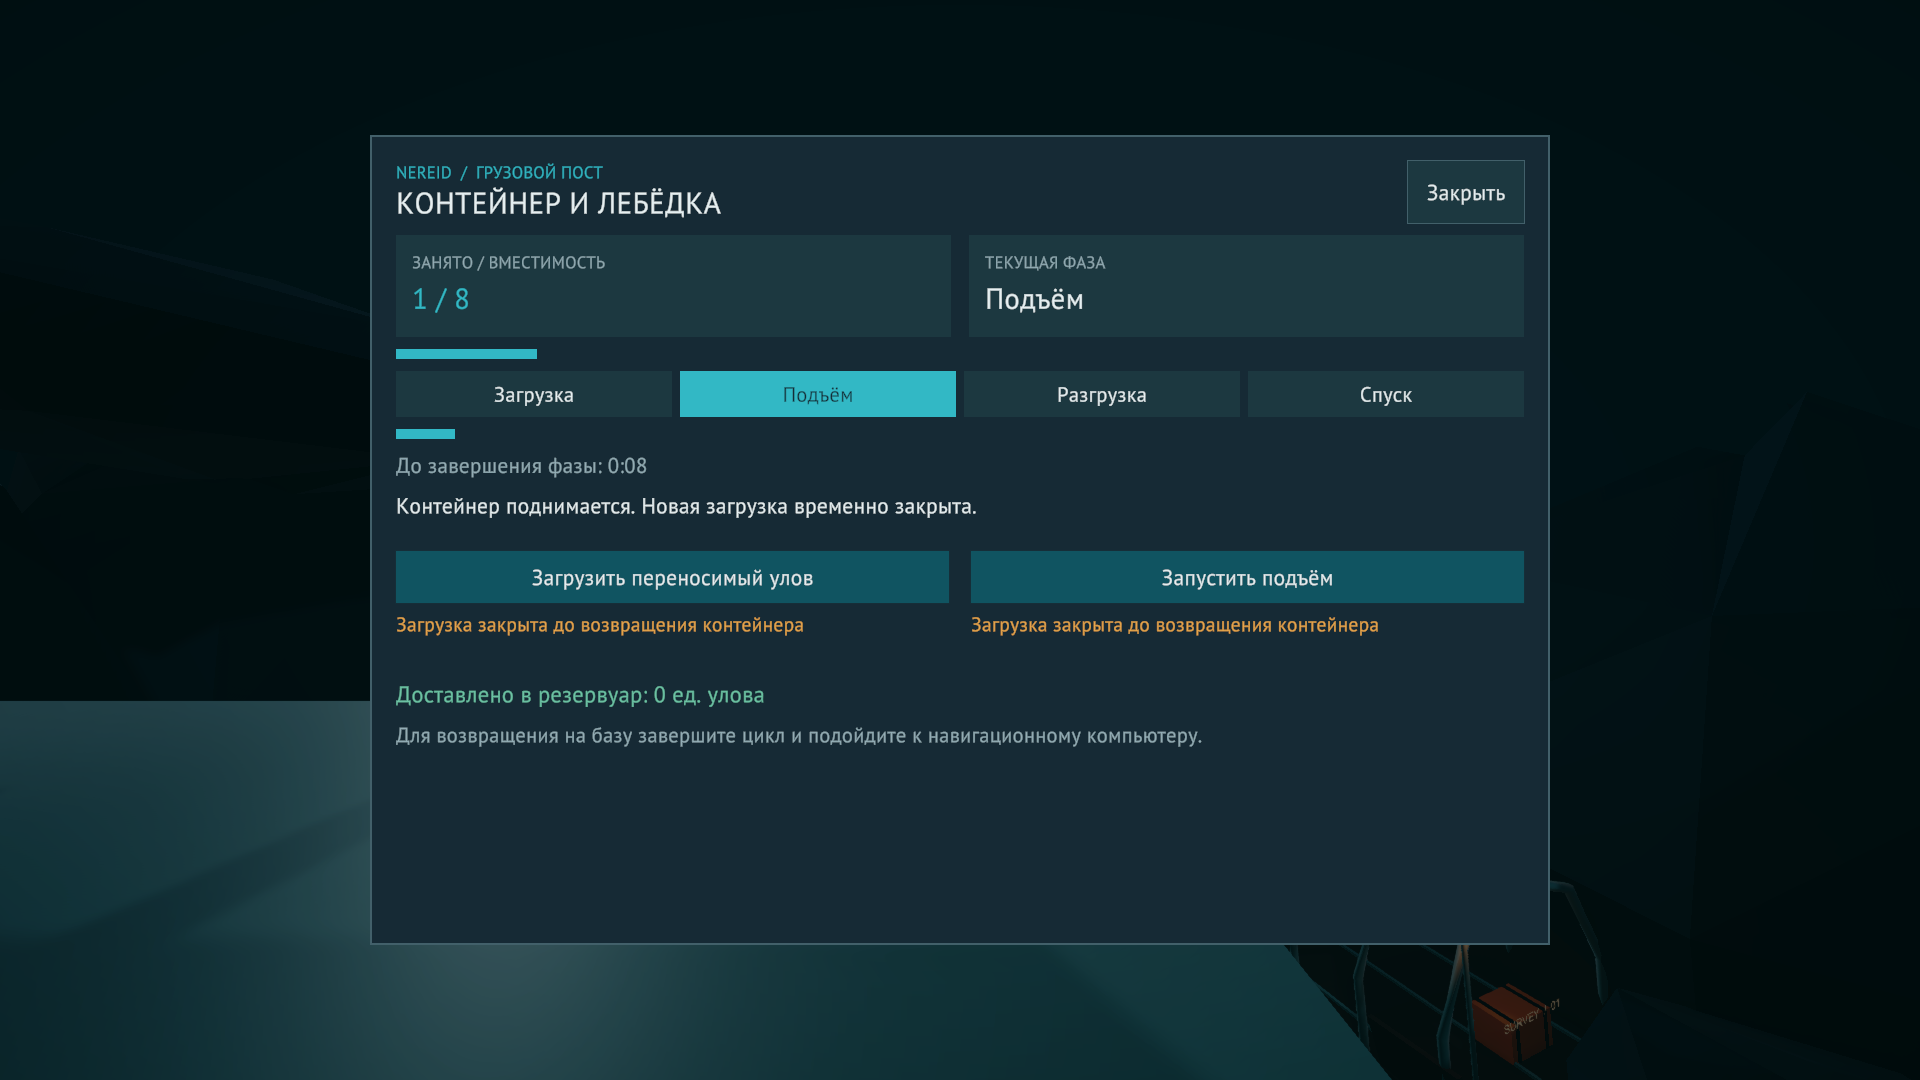 NEREID / ГРУЗОВОЙ ПОСТ
КОНТЕЙНЕР И ЛЕБЁДКА
Закрыть
ЗАНЯТО / ВМЕСТИМОСТЬ
1 / 8
ТЕКУЩАЯ ФАЗА
Подъём
Загрузка
Подъём
Разгрузка
Спуск
До завершения фазы: 0:08
Контейнер поднимается. Новая загрузка временно закрыта.
Загрузить переносимый улов
Запустить подъём
Загрузка закрыта до возвращения контейнера
Загрузка закрыта до возвращения контейнера
Доставлено в резервуар: 0 ед. улова
Для возвращения на базу завершите цикл и подойдите к навигационному компьютеру.
SURVEY / 01